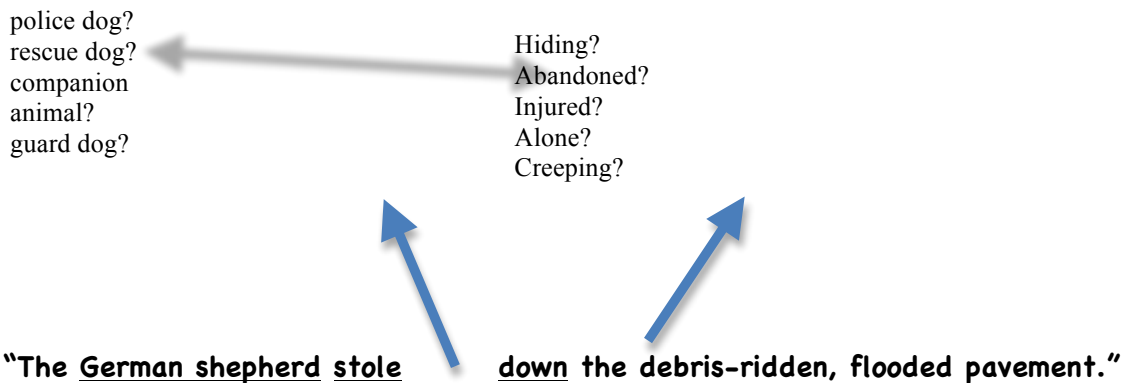 police dog?
rescue dog?
companion
animal?
guard dog?
Hiding?
Abandoned?
Injured?
Alone?
Creeping?
“The German shepherd stole down the debris-ridden, flooded pavement.”